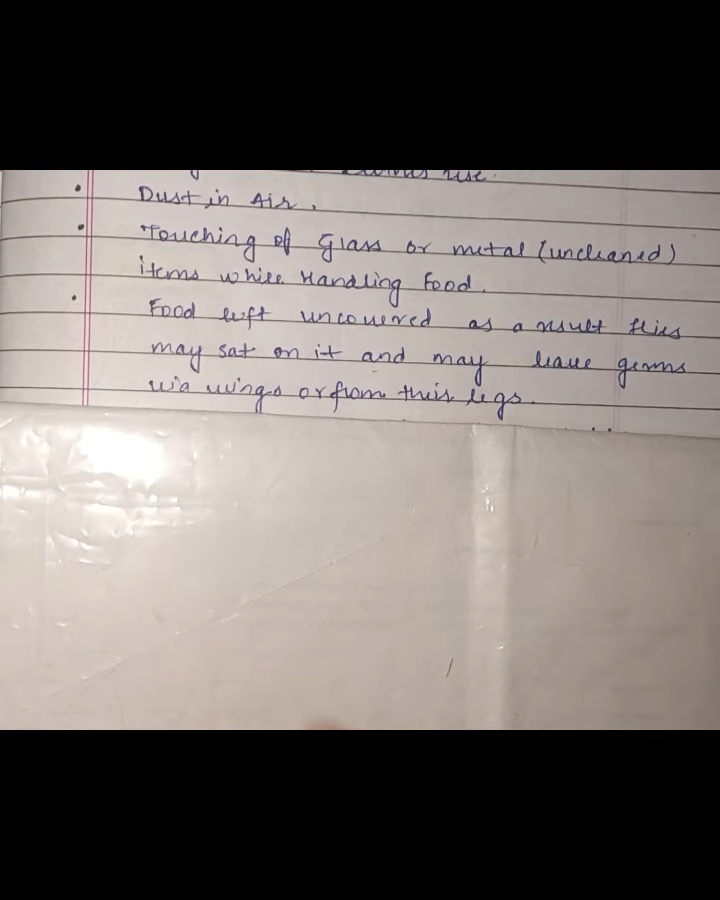 use.
• Dust in Air.
• Touching of Glass or metal (uncleaned)
items while Handling food.
• Food left uncovered as a result flies
may sat on it and may leave germs
via wings or from their legs.